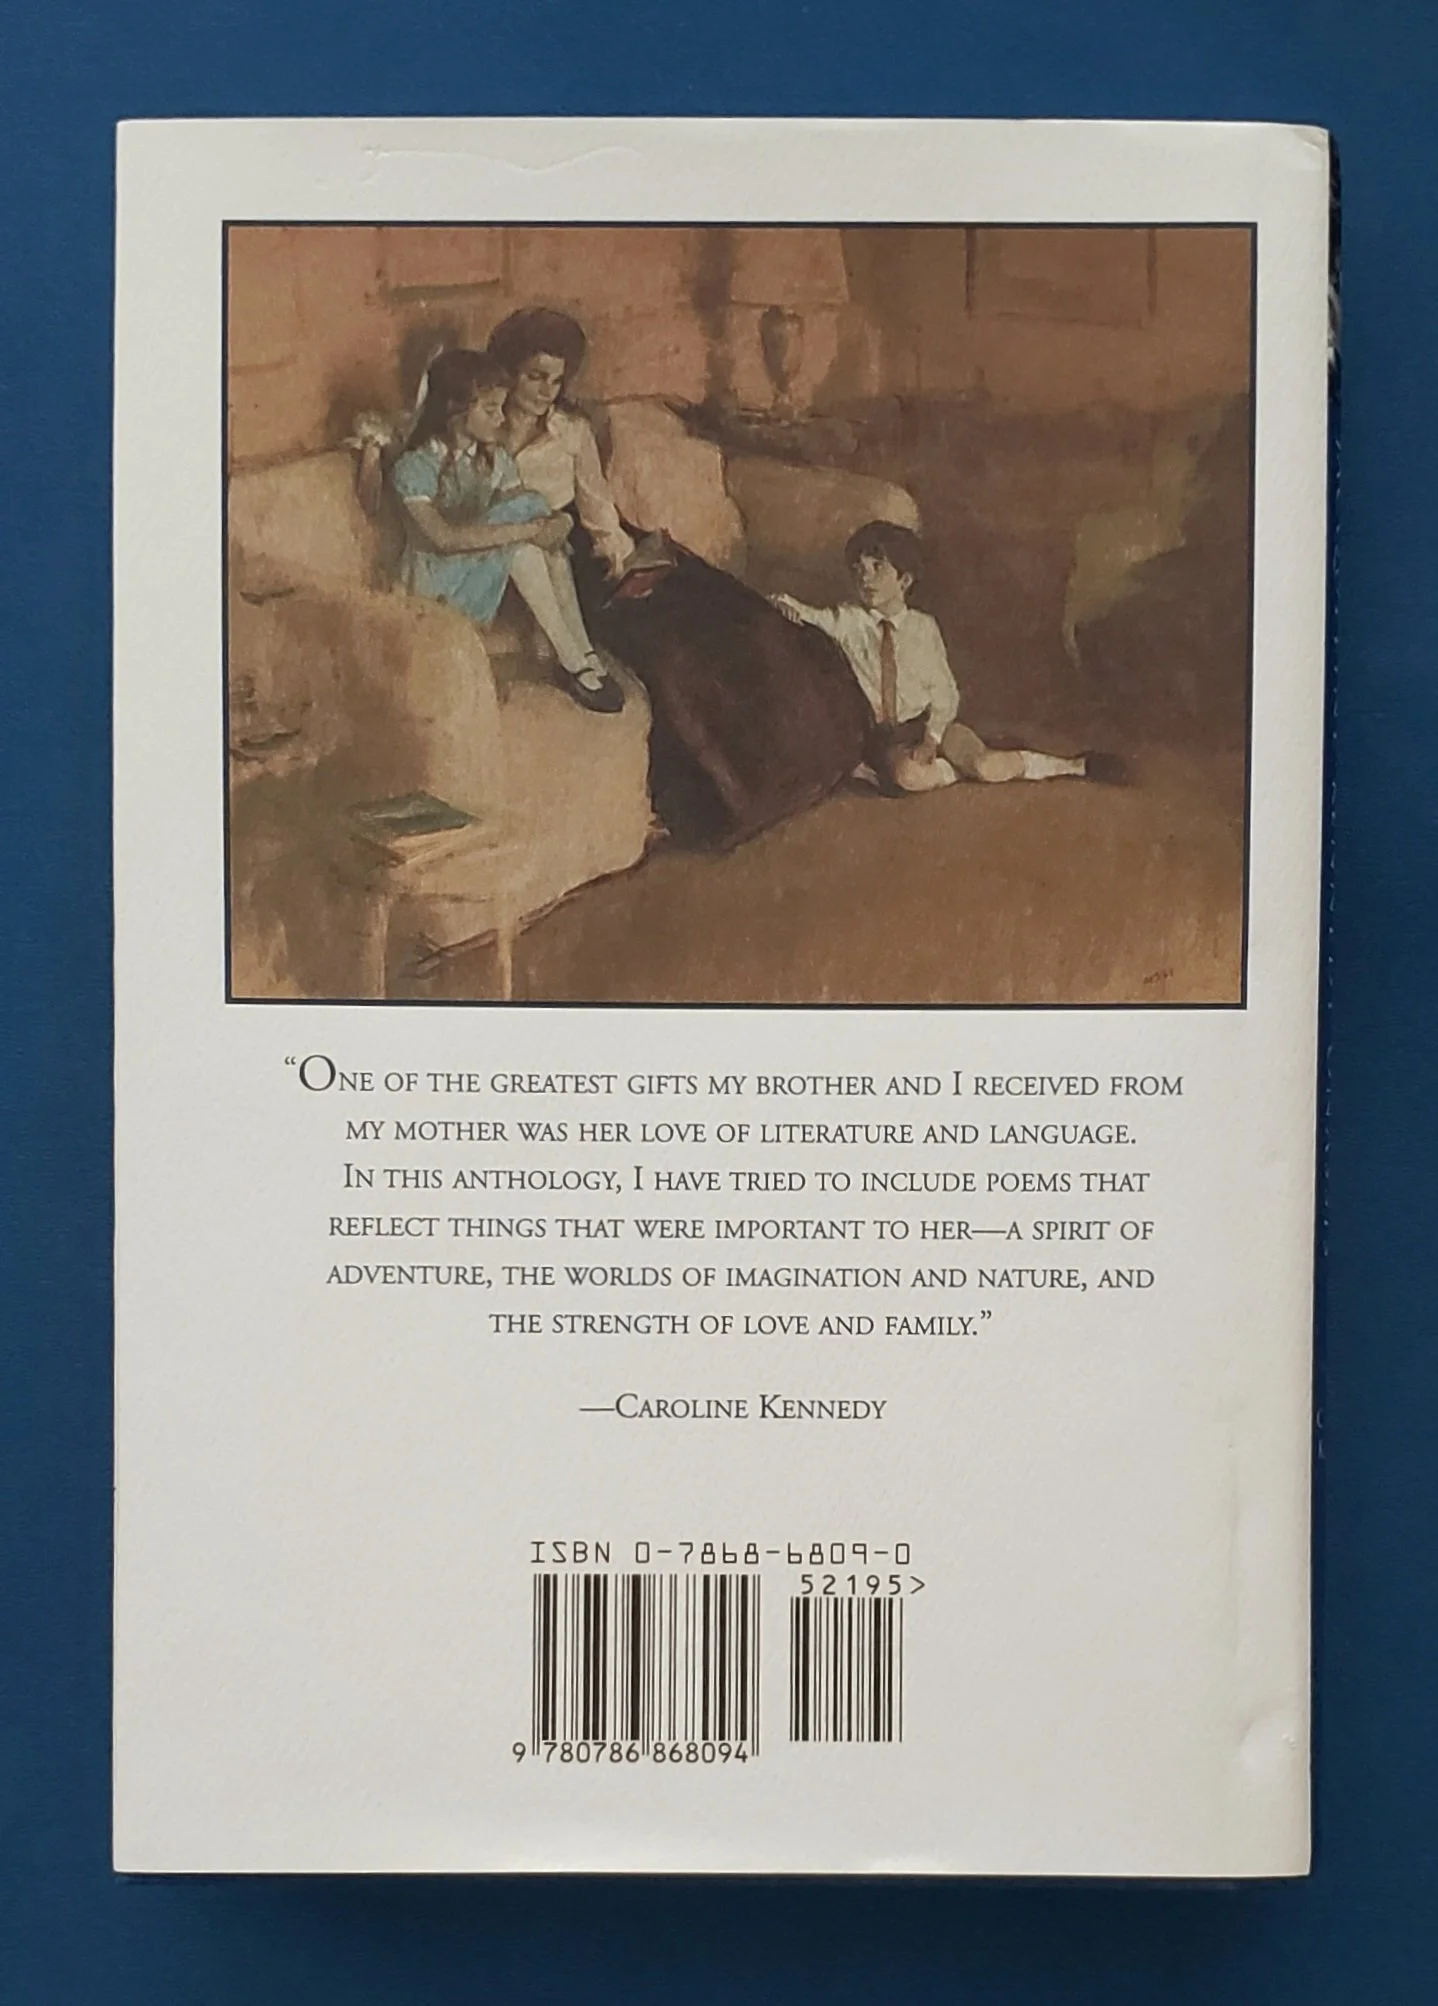 “ONE OF THE GREATEST GIFTS MY BROTHER AND I RECEIVED FROM
MY MOTHER WAS HER LOVE OF LITERATURE AND LANGUAGE.
IN THIS ANTHOLOGY, I HAVE TRIED TO INCLUDE POEMS THAT
REFLECT THINGS THAT WERE IMPORTANT TO HER—A SPIRIT OF
ADVENTURE, THE WORLDS OF IMAGINATION AND NATURE, AND
THE STRENGTH OF LOVE AND FAMILY.”
—CAROLINE KENNEDY
ISBN 0-7868-6809-0
52195>
9 780786 868094